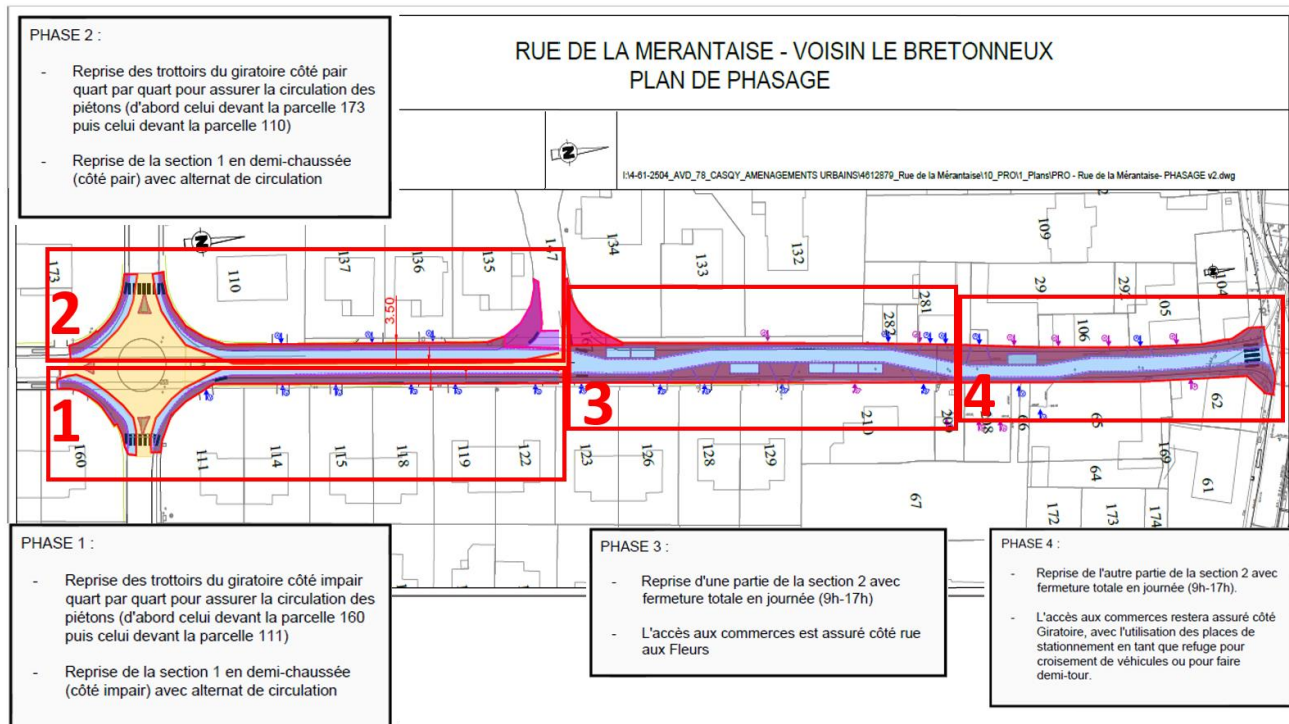 PHASE 2 :
- Reprise des trottoirs du giratoire côté pair
quart par quart pour assurer la circulation des
piétons (d'abord celui devant la parcelle 173
puis celui devant la parcelle 110)
- Reprise de la section 1 en demi-chaussée
(côté pair) avec alternat de circulation
RUE DE LA MERANTAISE - VOISIN LE BRETONNEUX
PLAN DE PHASAGE
N
I:\4-61-2504_AVD_78_CASQY_AMENAGEMENTS URBAINS\4612879_Rue de la Mérantaise\10_PRO\1_Plans\PRO - Rue de la Mérantaise- PHASAGE v2.dwg
N
173
110
137
136
135
147
134
133
132
109
281
282
29
292
106
105
104
N
2
3.50
1
3
4
160
111
114
115
118
119
122
123
126
128
129
210
209
208
66
65
62
67
64
169
61
172
173
174
PHASE 1 :
- Reprise des trottoirs du giratoire côté impair
quart par quart pour assurer la circulation des
piétons (d'abord celui devant la parcelle 160
puis celui devant la parcelle 111)
- Reprise de la section 1 en demi-chaussée
(côté impair) avec alternat de circulation
PHASE 3 :
- Reprise d'une partie de la section 2 avec
fermeture totale en journée (9h-17h)
- L'accès aux commerces est assuré côté rue
aux Fleurs
PHASE 4 :
- Reprise de l'autre partie de la section 2 avec
fermeture totale en journée (9h-17h).
- L'accès aux commerces restera assuré côté
Giratoire, avec l'utilisation des places de
stationnement en tant que refuge pour
croisement de véhicules ou pour faire
demi-tour.